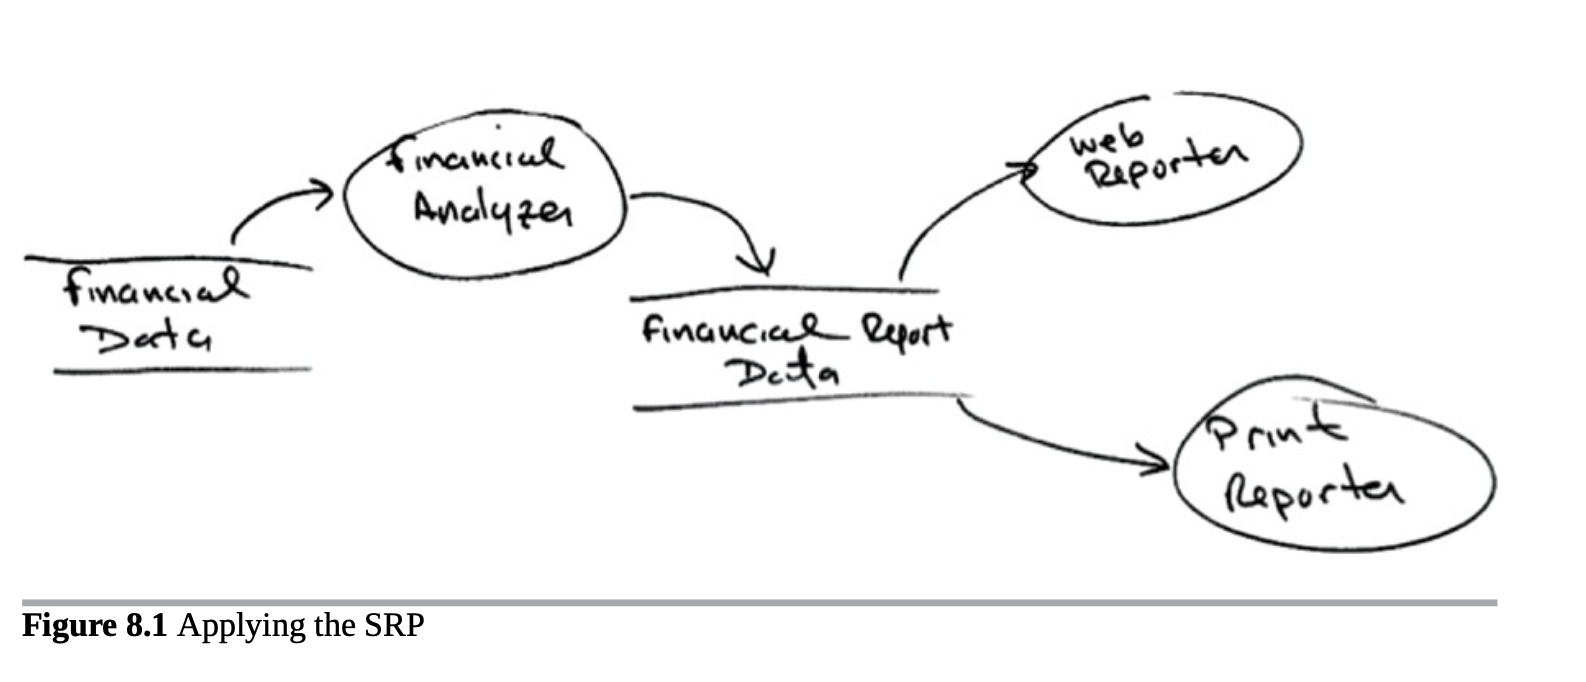 Financial
Analyzer
Financial
Data
Web
Reporter
Financial Report
Data
Print
Reporter
Figure 8.1 Applying the SRP